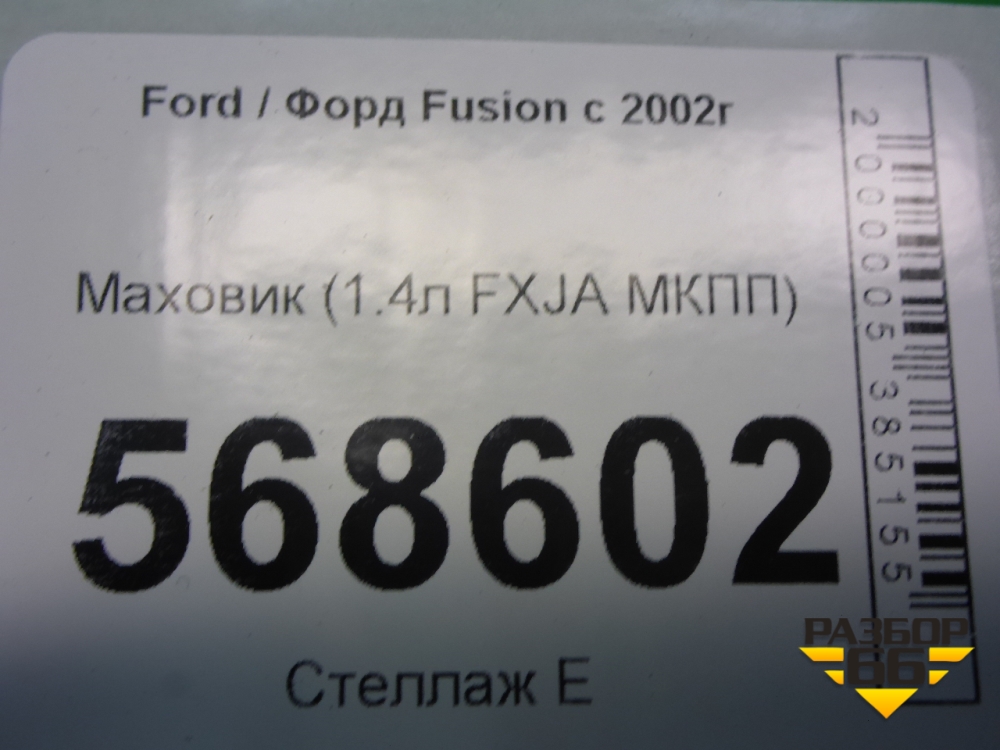 Ford / Форд Fusion с 2002г
Маховик (1.4л FXJA МКПП)
568602
Стеллаж Е
2000005385155
РАЗБОР
66